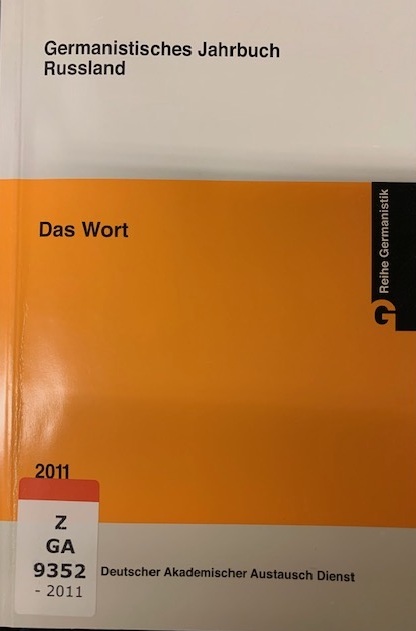 Germanistisches Jahrbuch
Russland
Reihe Germanistik
G
Das Wort
2011
Z
GA
9352
- 2011
Deutscher Akademischer Austausch Dienst